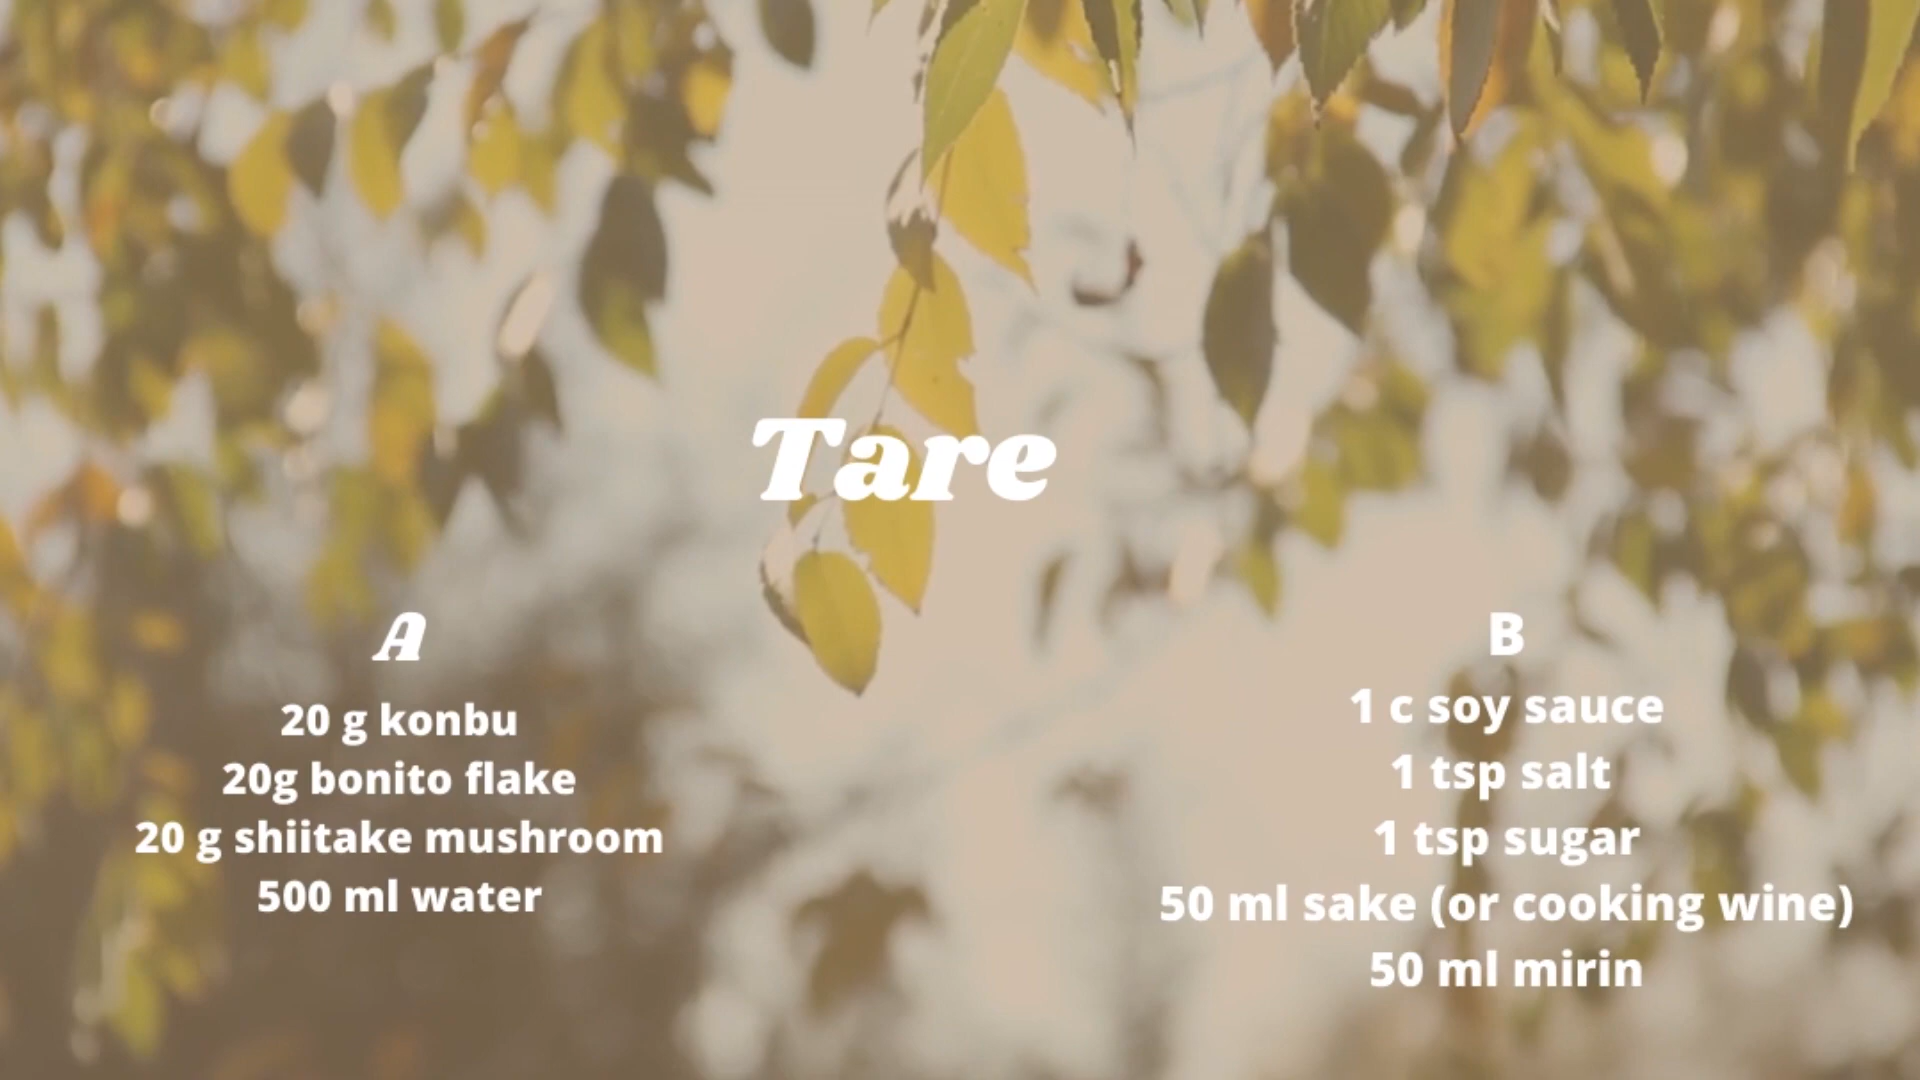 Tare
A
20 g konbu
20g bonito flake
20 g shiitake mushroom
500 ml water
B
1 c soy sauce
1 tsp salt
1 tsp sugar
50 ml sake (or cooking wine)
50 ml mirin